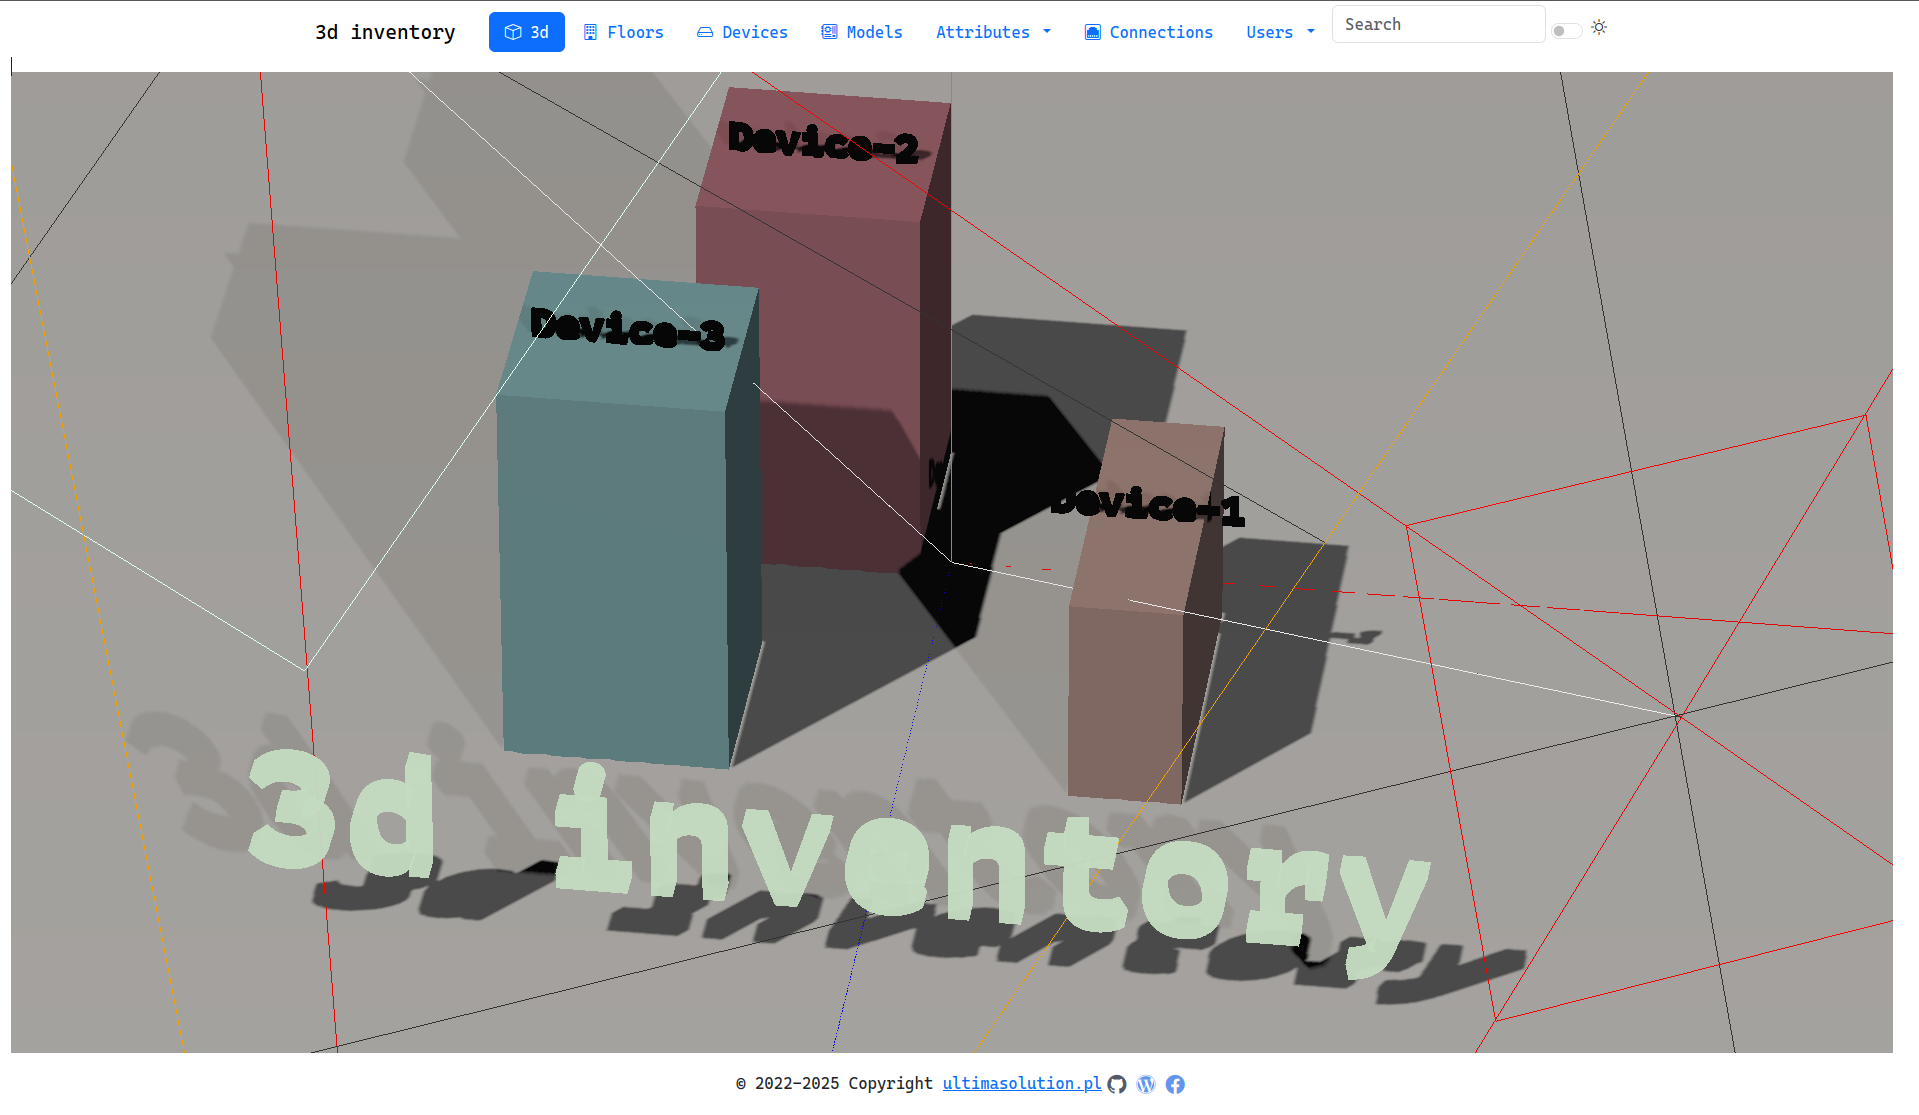 3d inventory 3d Floors Devices Models Attributes Connections Users Search
Device-2
Device-3
Device-1
3d inventory
© 2022-2025 Copyright ultimasolution.pl